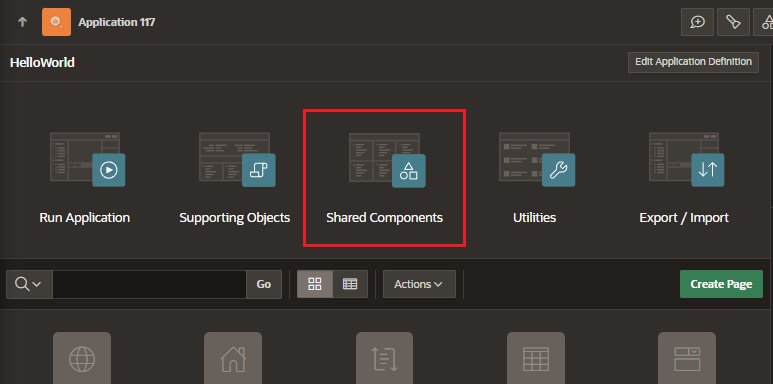 Application 117
HelloWorld
Edit Application Definition
Run Application
Supporting Objects
Shared Components
Utilities
Export / Import
Go
Actions
Create Page